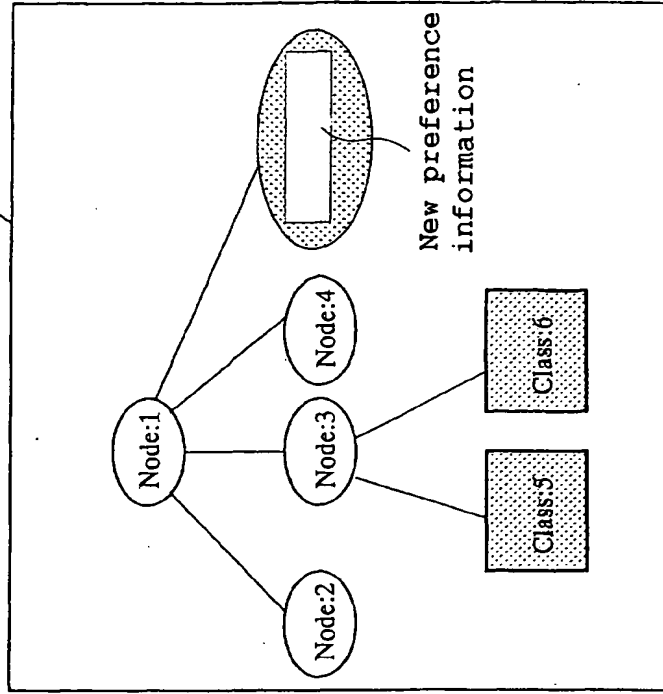 Node:1
Node:2
Node:3
Node:4
New preference
information
Class:5
Class:6